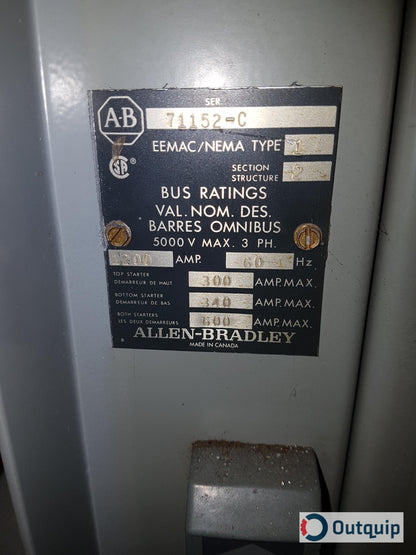 A-B
SER.
71152-C
EEMAC/NEMA TYPE 1
SECTION
STRUCTURE 2
BUS RATINGS
VAL. NOM. DES.
BARRES OMNIBUS
5000 V MAX. 3 PH.
1200 AMP. 60 Hz
TOP STARTER
DEMARREUR DE HAUT
300 AMP. MAX.
BOTTOM STARTER
DEMARREUR DE BAS
340 AMP. MAX.
BOTH STARTERS
LES DEUX DEMARREURS
600 AMP. MAX.
ALLEN-BRADLEY
MADE IN CANADA
Outquip